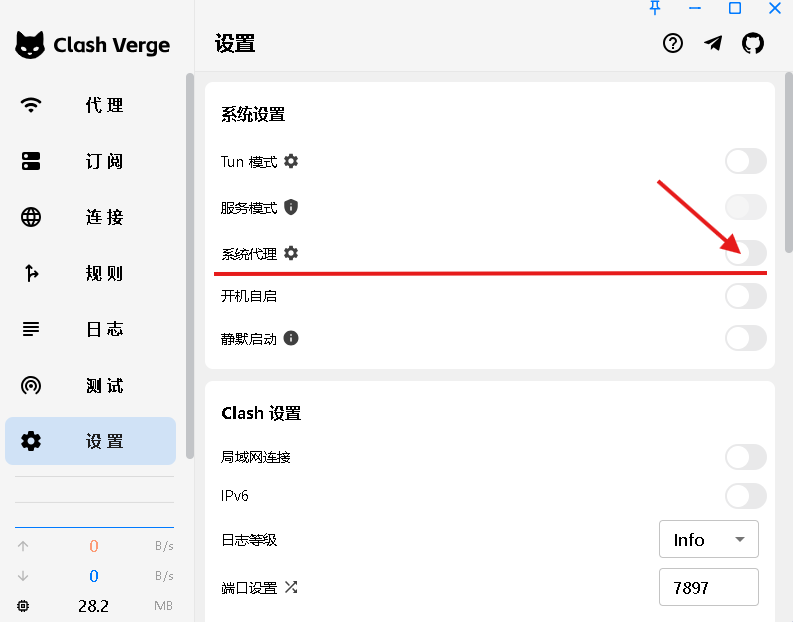 Clash Verge
代理
订阅
连接
规则
日志
测试
设置
0 B/s
0 B/s
28.2 MB
设置
系统设置
Tun 模式
服务模式
系统代理
开机自启
静默启动
Clash 设置
局域网连接
IPv6
日志等级 Info
端口设置 7897